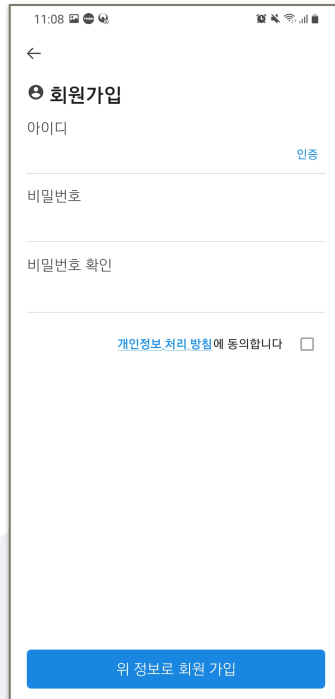 11:08
회원가입
아이디
인증
비밀번호
비밀번호 확인
개인정보 처리 방침에 동의합니다
위 정보로 회원 가입